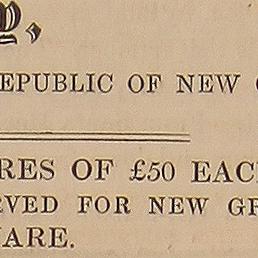 REPUBLIC OF NEW
RES OF £50 EAC
RVED FOR NEW GR
ARE.